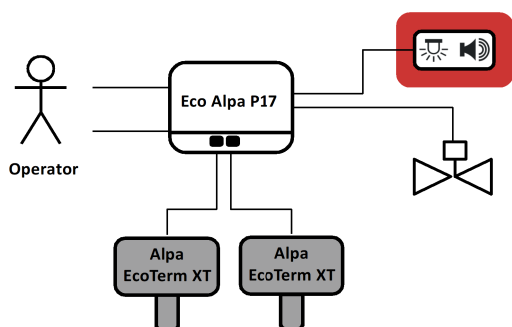 Eco Alpa P17
Operator
Alpa
EcoTerm XT
Alpa
EcoTerm XT